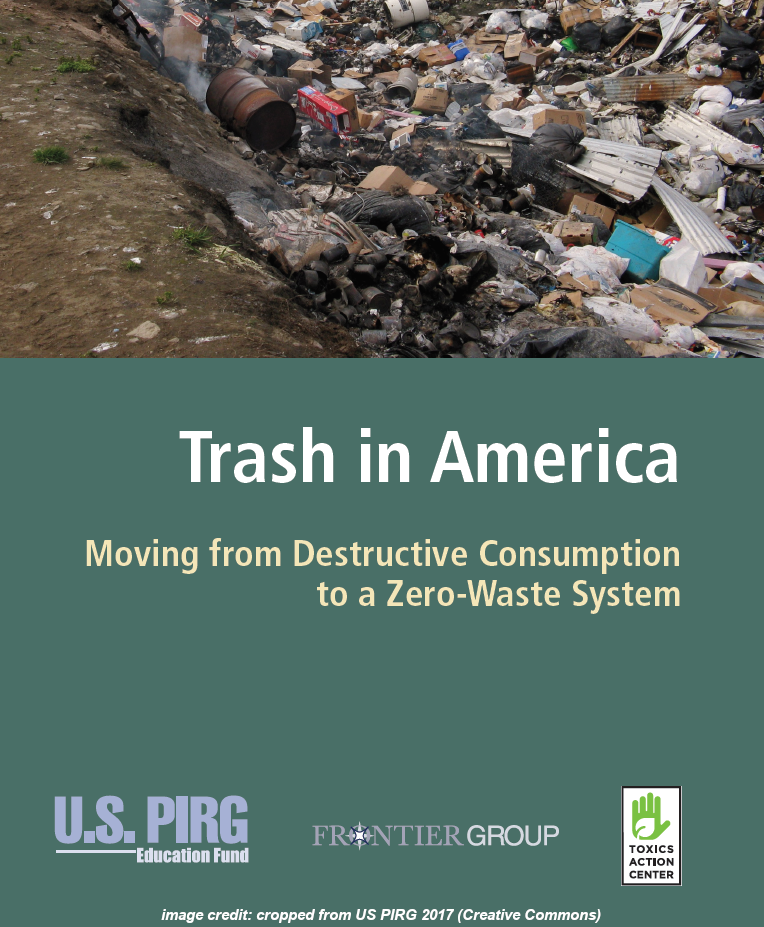 Trash in America
Moving from Destructive Consumption
to a Zero-Waste System
U.S. PIRG
Education Fund
FRONTIER GROUP
TOXICS
ACTION
CENTER
image credit: cropped from US PIRG 2017 (Creative Commons)